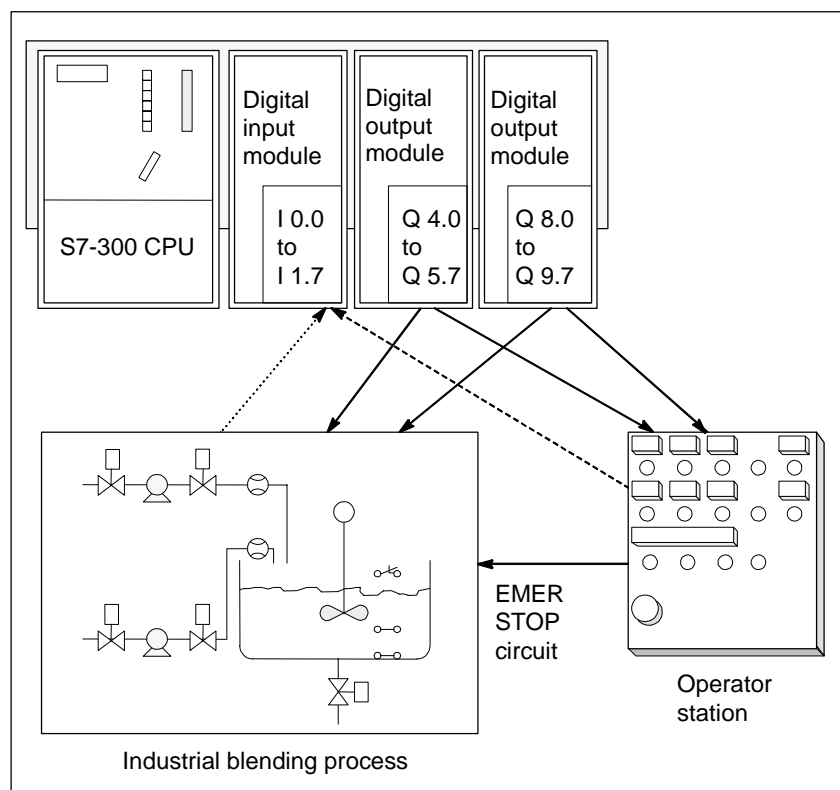 S7-300 CPU
Digital
input
module
I 0.0
to
I 1.7
Digital
output
module
Q 4.0
to
Q 5.7
Digital
output
module
Q 8.0
to
Q 9.7
EMER
STOP
circuit
Operator
station
Industrial blending process